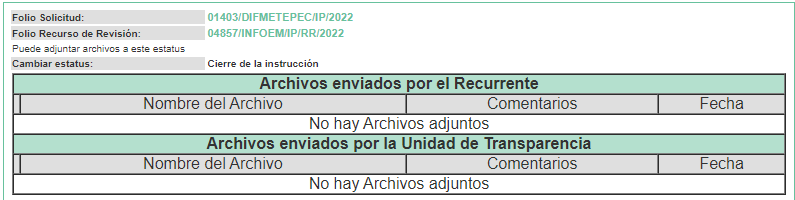 Folio Solicitud: 01403/DIFMETEPEC/IP/2022
Folio Recurso de Revisión: 04857/INFOEM/IP/RR/2022
Puede adjuntar archivos a este estatus
Cambiar estatus: Cierre de la instrucción
Archivos enviados por el Recurrente
Nombre del Archivo Comentarios Fecha
No hay Archivos adjuntos
Archivos enviados por la Unidad de Transparencia
Nombre del Archivo Comentarios Fecha
No hay Archivos adjuntos